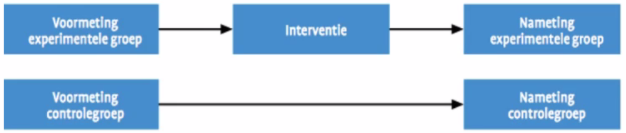 Voormeting
experimentele groep
Interventie
Nameting
experimentele groep
Voormeting
controlegroep
Nameting
controlegroep